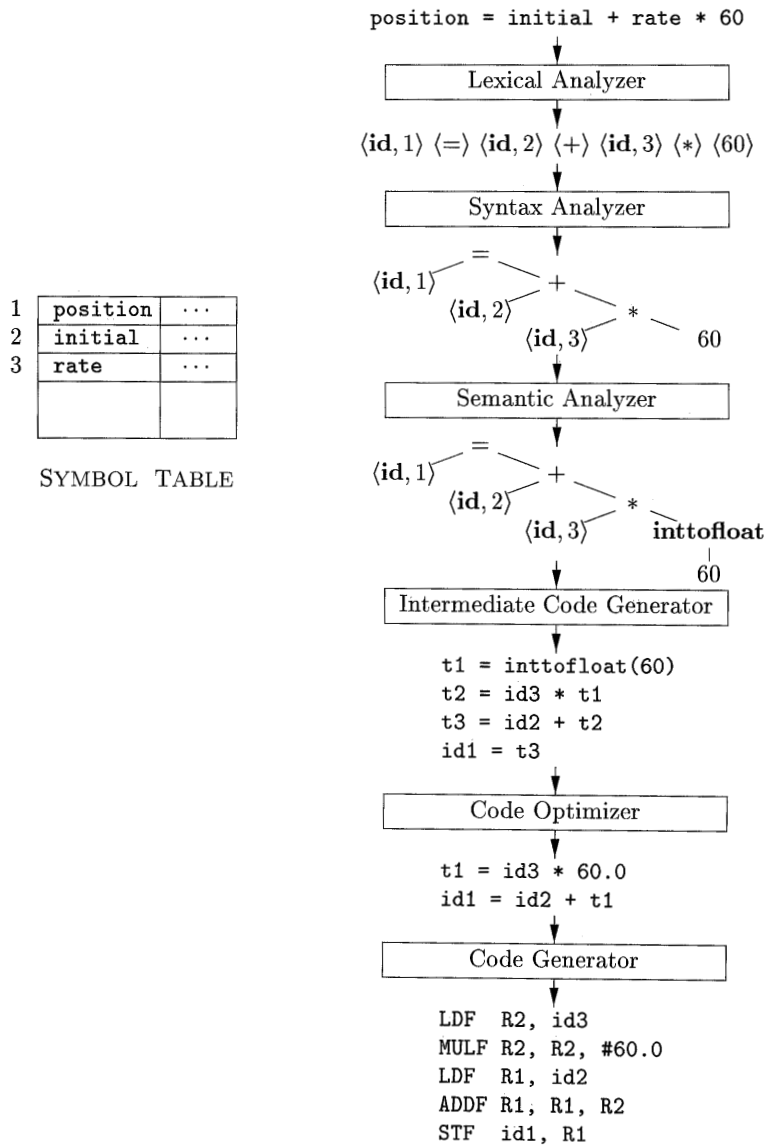 position = initial + rate * 60
Lexical Analyzer
⟨id, 1⟩ ⟨=⟩ ⟨id, 2⟩ ⟨+⟩ ⟨id, 3⟩ ⟨*⟩ ⟨60⟩
Syntax Analyzer
=
⟨id, 1⟩ +
⟨id, 2⟩ *
⟨id, 3⟩ 60
1 position ···
2 initial ···
3 rate ···
SYMBOL TABLE
Semantic Analyzer
=
⟨id, 1⟩ +
⟨id, 2⟩ *
⟨id, 3⟩ inttofloat
60
Intermediate Code Generator
t1 = inttofloat(60)
t2 = id3 * t1
t3 = id2 + t2
id1 = t3
Code Optimizer
t1 = id3 * 60.0
id1 = id2 + t1
Code Generator
LDF R2, id3
MULF R2, R2, #60.0
LDF R1, id2
ADDF R1, R1, R2
STF id1, R1